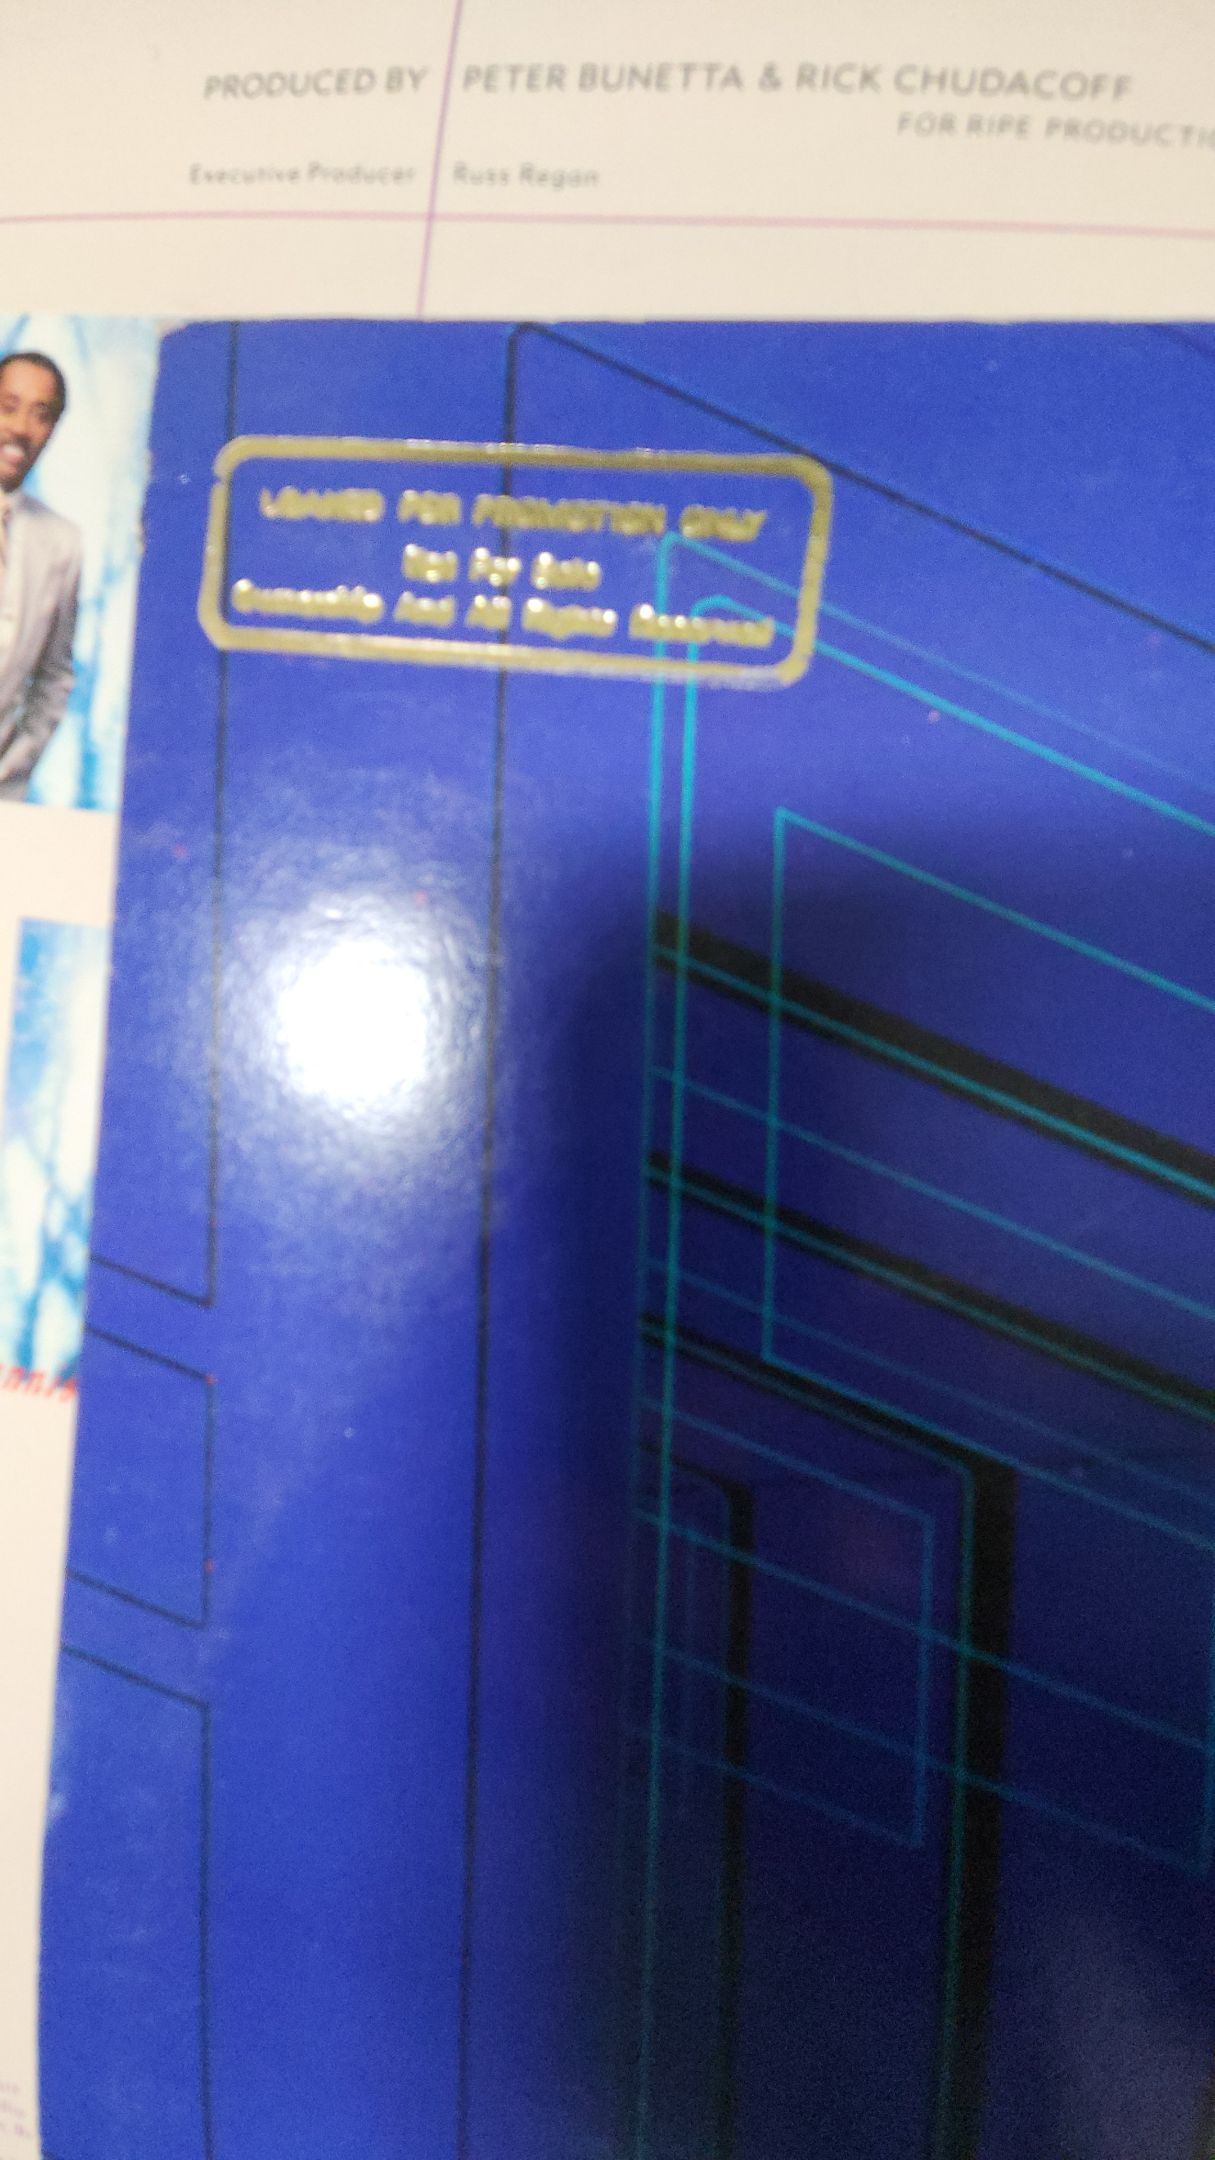 PRODUCED BY PETER BUNETTA & RICK CHUDACOFF
FOR RIPE PRODUCTIO
Executive Producer Russ Regan
LOANED FOR PROMOTION ONLY
Not For Sale
Ownership And All Rights Reserved